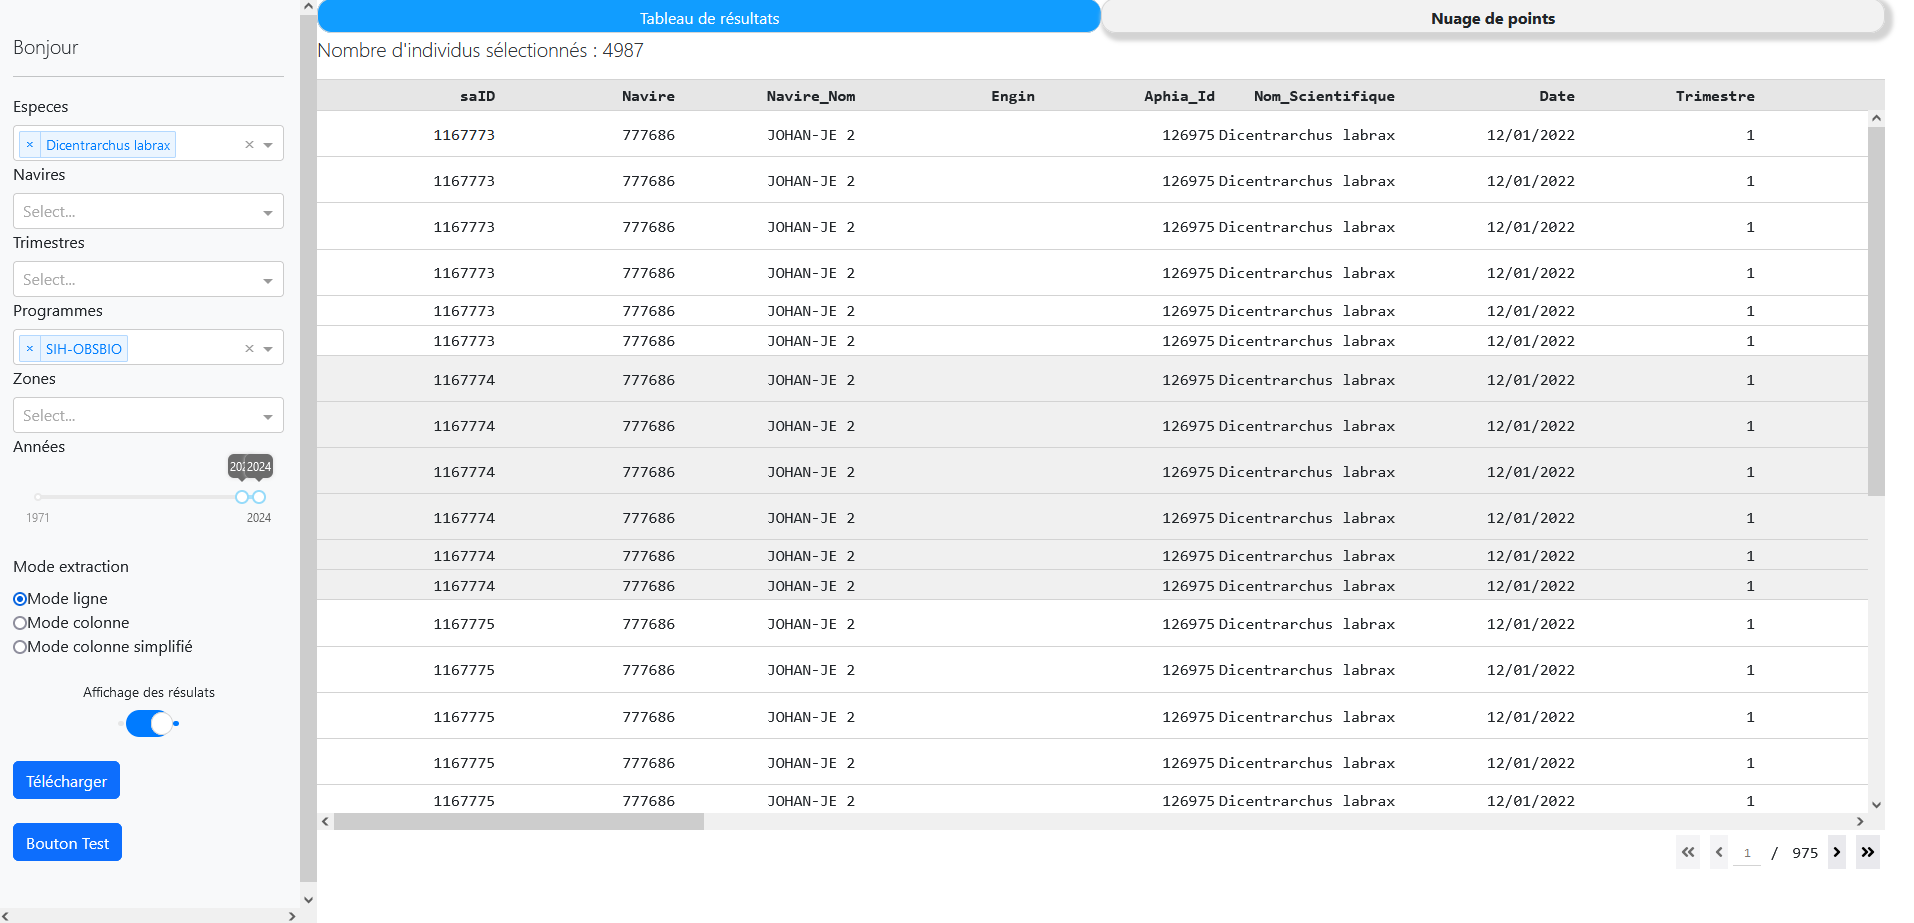 Bonjour
Especes
× Dicentrarchus labrax ×
Navires
Select...
Trimestres
Select...
Programmes
× SIH-OBSBIO ×
Zones
Select...
Années
2024
1971 2024
Mode extraction
Mode ligne
Mode colonne
Mode colonne simplifié
Affichage des résulats
Télécharger
Bouton Test
Tableau de résultats Nuage de points
Nombre d'individus sélectionnés : 4987
saID Navire Navire_Nom Engin Aphia_Id Nom_Scientifique Date Trimestre
1167773 777686 JOHAN-JE 2 126975 Dicentrarchus labrax 12/01/2022 1
1167773 777686 JOHAN-JE 2 126975 Dicentrarchus labrax 12/01/2022 1
1167773 777686 JOHAN-JE 2 126975 Dicentrarchus labrax 12/01/2022 1
1167773 777686 JOHAN-JE 2 126975 Dicentrarchus labrax 12/01/2022 1
1167773 777686 JOHAN-JE 2 126975 Dicentrarchus labrax 12/01/2022 1
1167773 777686 JOHAN-JE 2 126975 Dicentrarchus labrax 12/01/2022 1
1167774 777686 JOHAN-JE 2 126975 Dicentrarchus labrax 12/01/2022 1
1167774 777686 JOHAN-JE 2 126975 Dicentrarchus labrax 12/01/2022 1
1167774 777686 JOHAN-JE 2 126975 Dicentrarchus labrax 12/01/2022 1
1167774 777686 JOHAN-JE 2 126975 Dicentrarchus labrax 12/01/2022 1
1167774 777686 JOHAN-JE 2 126975 Dicentrarchus labrax 12/01/2022 1
1167774 777686 JOHAN-JE 2 126975 Dicentrarchus labrax 12/01/2022 1
1167775 777686 JOHAN-JE 2 126975 Dicentrarchus labrax 12/01/2022 1
1167775 777686 JOHAN-JE 2 126975 Dicentrarchus labrax 12/01/2022 1
1167775 777686 JOHAN-JE 2 126975 Dicentrarchus labrax 12/01/2022 1
1167775 777686 JOHAN-JE 2 126975 Dicentrarchus labrax 12/01/2022 1
1167775 777686 JOHAN-JE 2 126975 Dicentrarchus labrax 12/01/2022 1
1 / 975